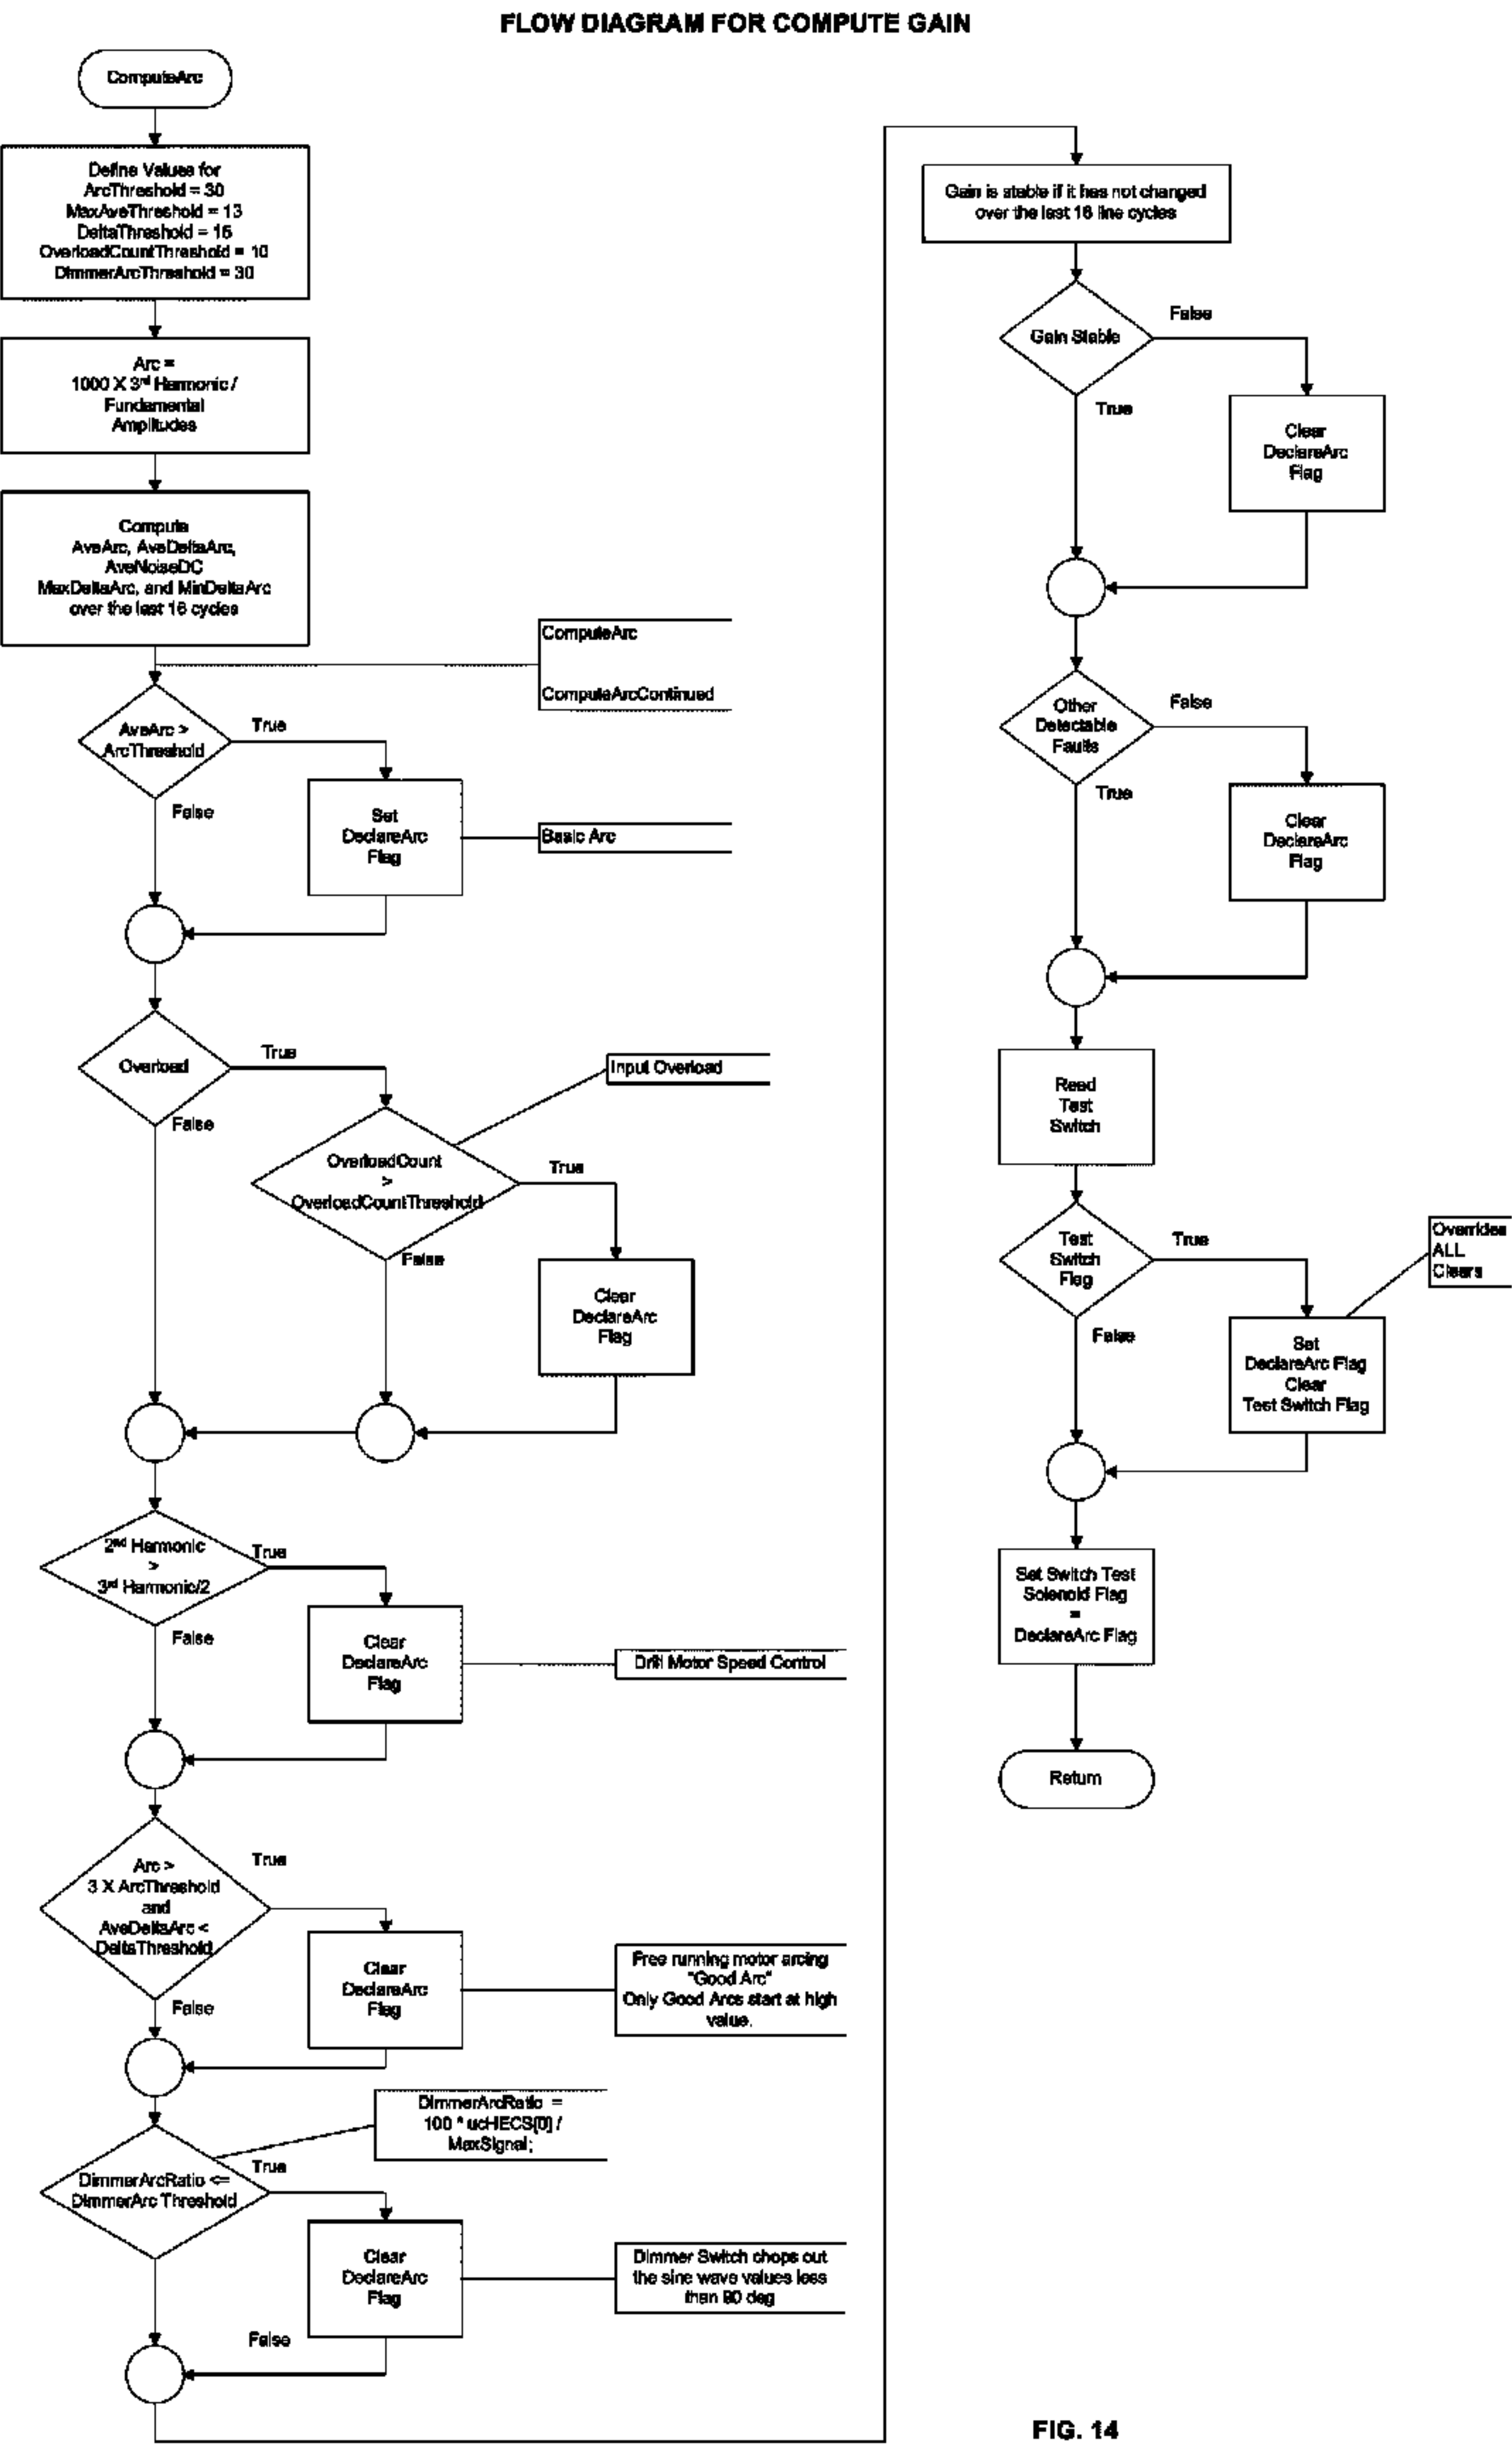 FLOW DIAGRAM FOR COMPUTE GAIN
ComputeArc
Define Values for
ArcThreshold = 30
MaxAveThreshold = 13
DeltaThreshold = 15
OverloadCountThreshold = 10
DimmerArcThreshold = 30
Arc =
1000 X 3rd Harmonic /
Fundamental
Amplitudes
Compute
AveArc, AveDeltaArc,
AveNoiseDC
MaxDeltaArc, and MinDeltaArc
over the last 16 cycles
ComputeArc
ComputeArcContinued
AveArc >
ArcThreshold
True
False
Set
DeclareArc
Flag
Basic Arc
Overload
True
False
Input Overload
OverloadCount
>
OverloadCountThreshold
True
False
Clear
DeclareArc
Flag
2nd Harmonic
>
3rd Harmonic/2
True
False
Clear
DeclareArc
Flag
Drill Motor Speed Control
Arc >
3 X ArcThreshold
and
AveDeltaArc <
DeltaThreshold
True
False
Clear
DeclareArc
Flag
Free running motor arcing
"Good Arc"
Only Good Arcs start at high
value.
DimmerArcRatio =
100 * ucHECS[0] /
MaxSignal;
DimmerArcRatio <=
DimmerArc Threshold
True
Clear
DeclareArc
Flag
Dimmer Switch chops out
the sine wave values less
than 90 deg
False
Gain is stable if it has not changed
over the last 16 line cycles
Gain Stable
False
True
Clear
DeclareArc
Flag
Other
Detectable
Faults
False
True
Clear
DeclareArc
Flag
Read
Test
Switch
Test
Switch
Flag
True
False
Overrides
ALL
Clears
Set
DeclareArc Flag
Clear
Test Switch Flag
Set Switch Test
Solenoid Flag
=
DeclareArc Flag
Return
FIG. 14